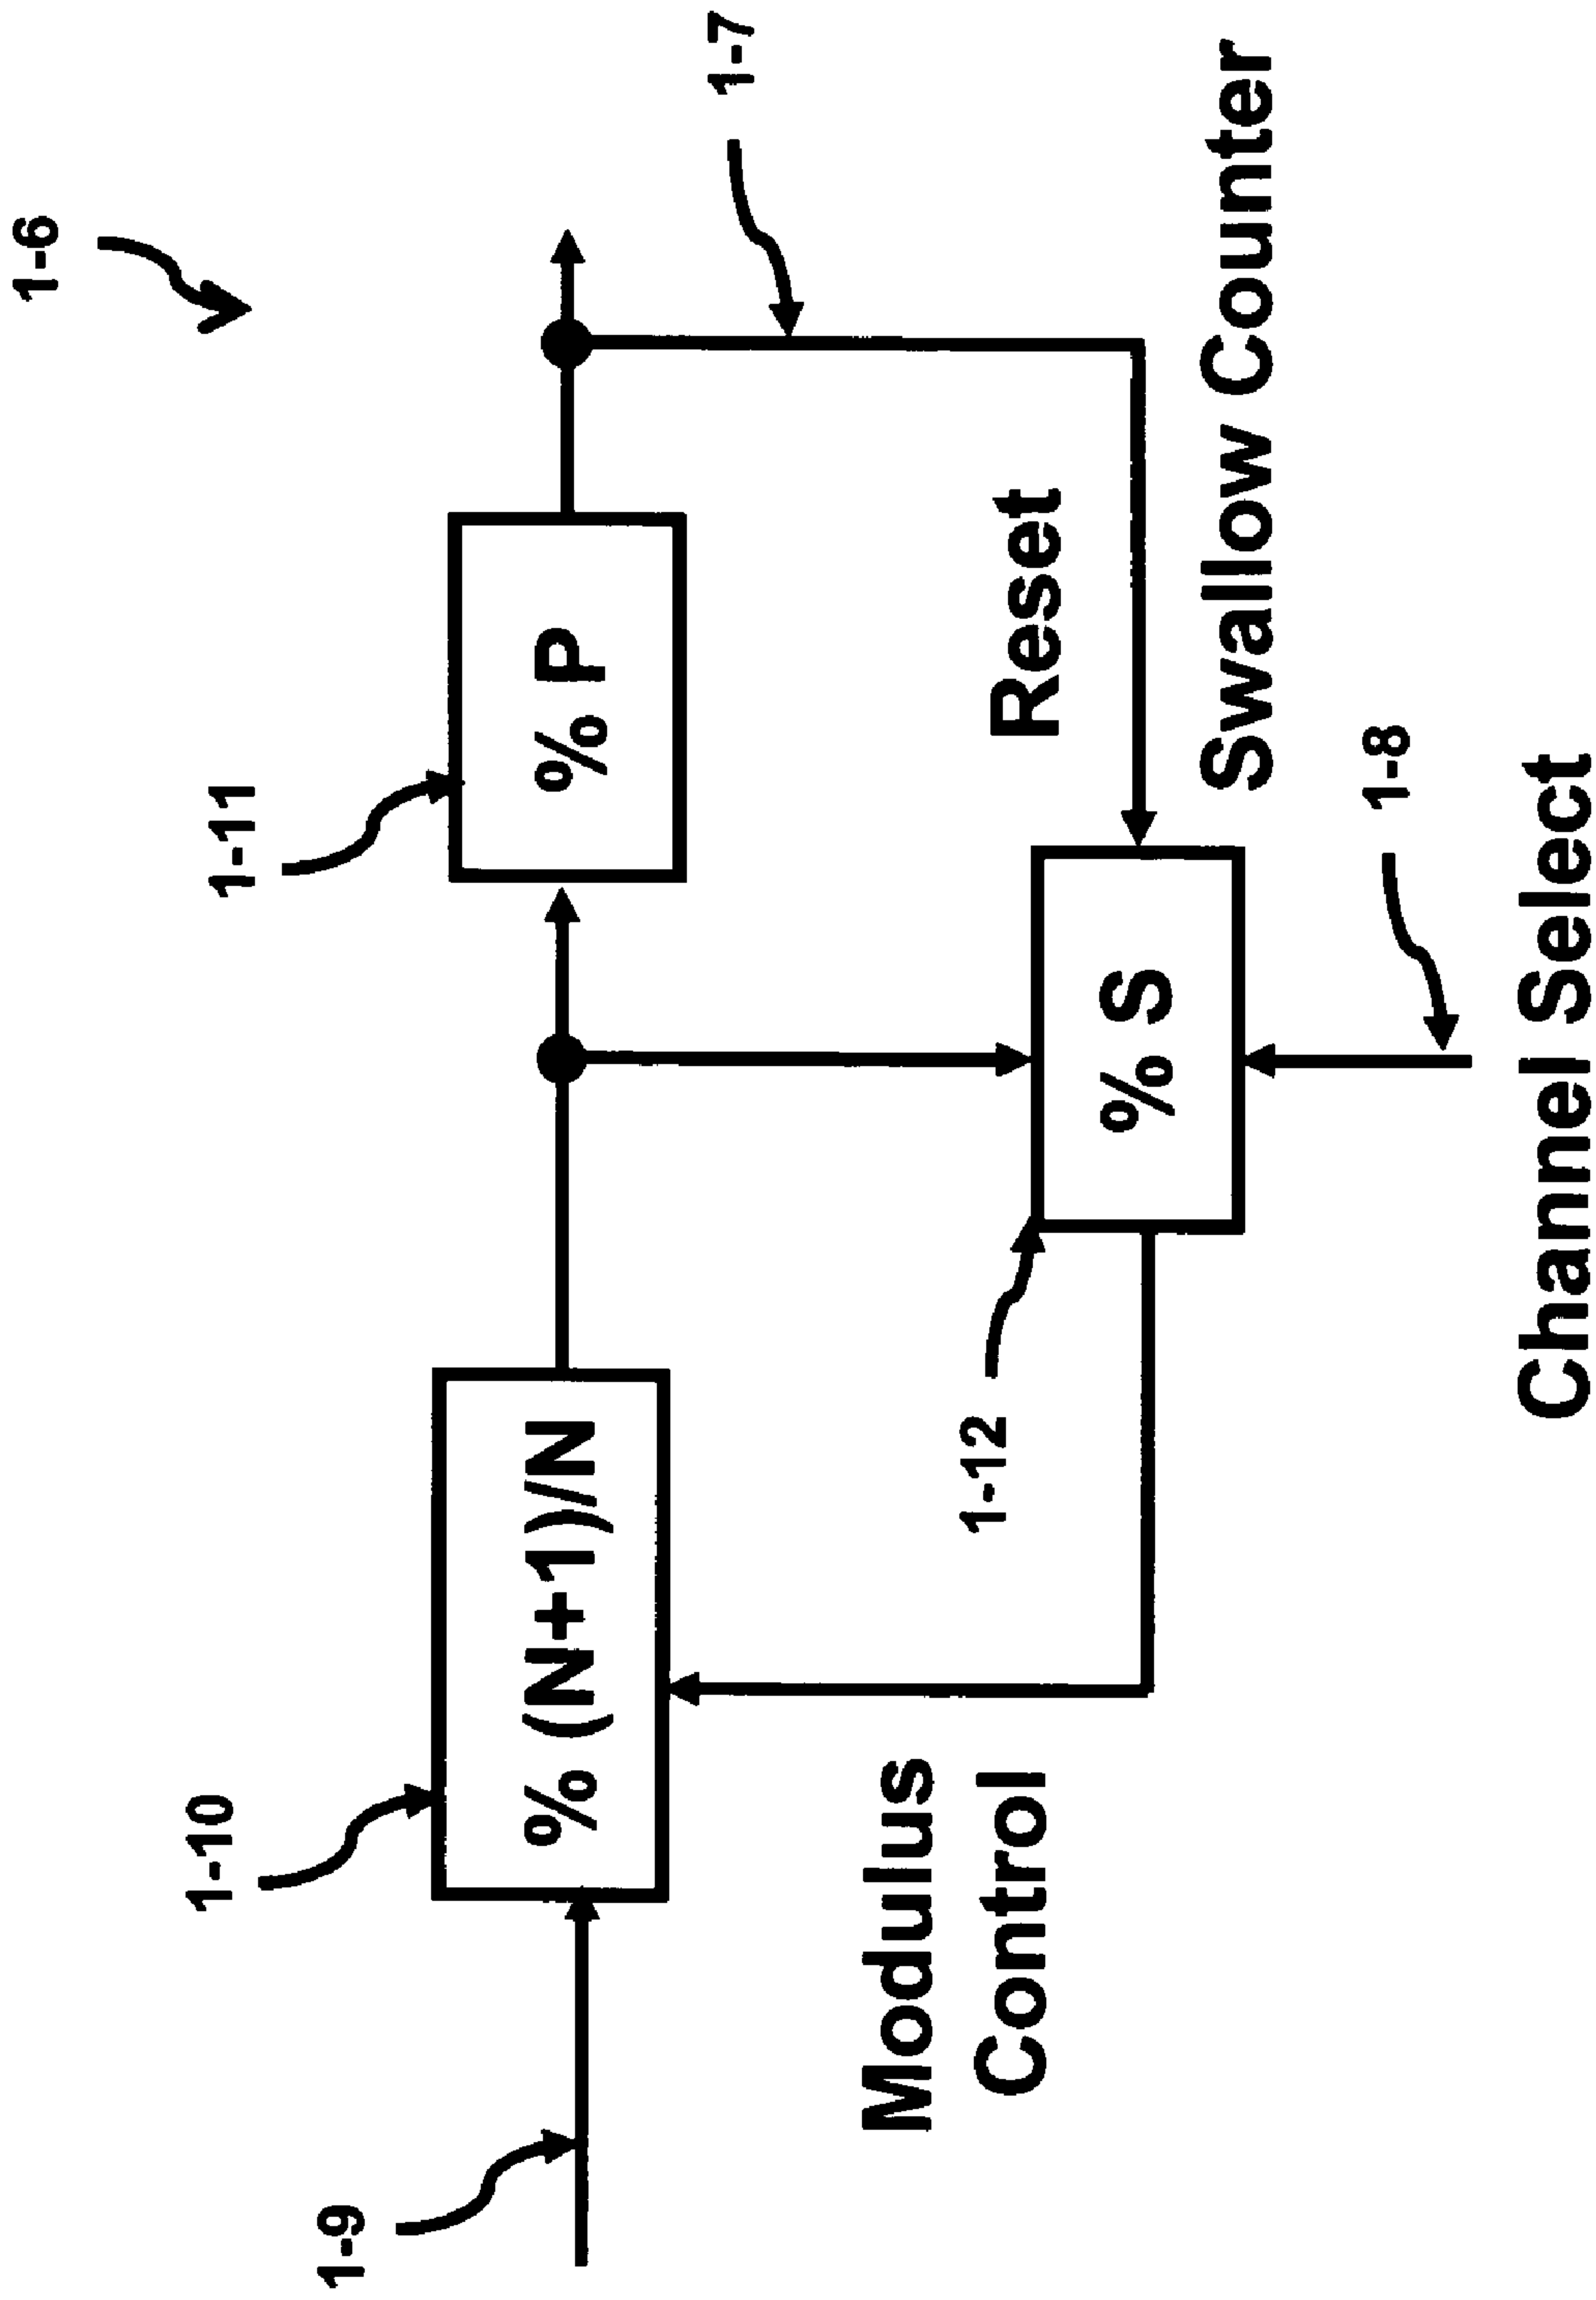 1-6
1-11
1-10
% P
1-7
% (N+1)/N
1-9
Reset
1-12
Modulus
Control
% S
Swallow Counter
1-8
Channel Select